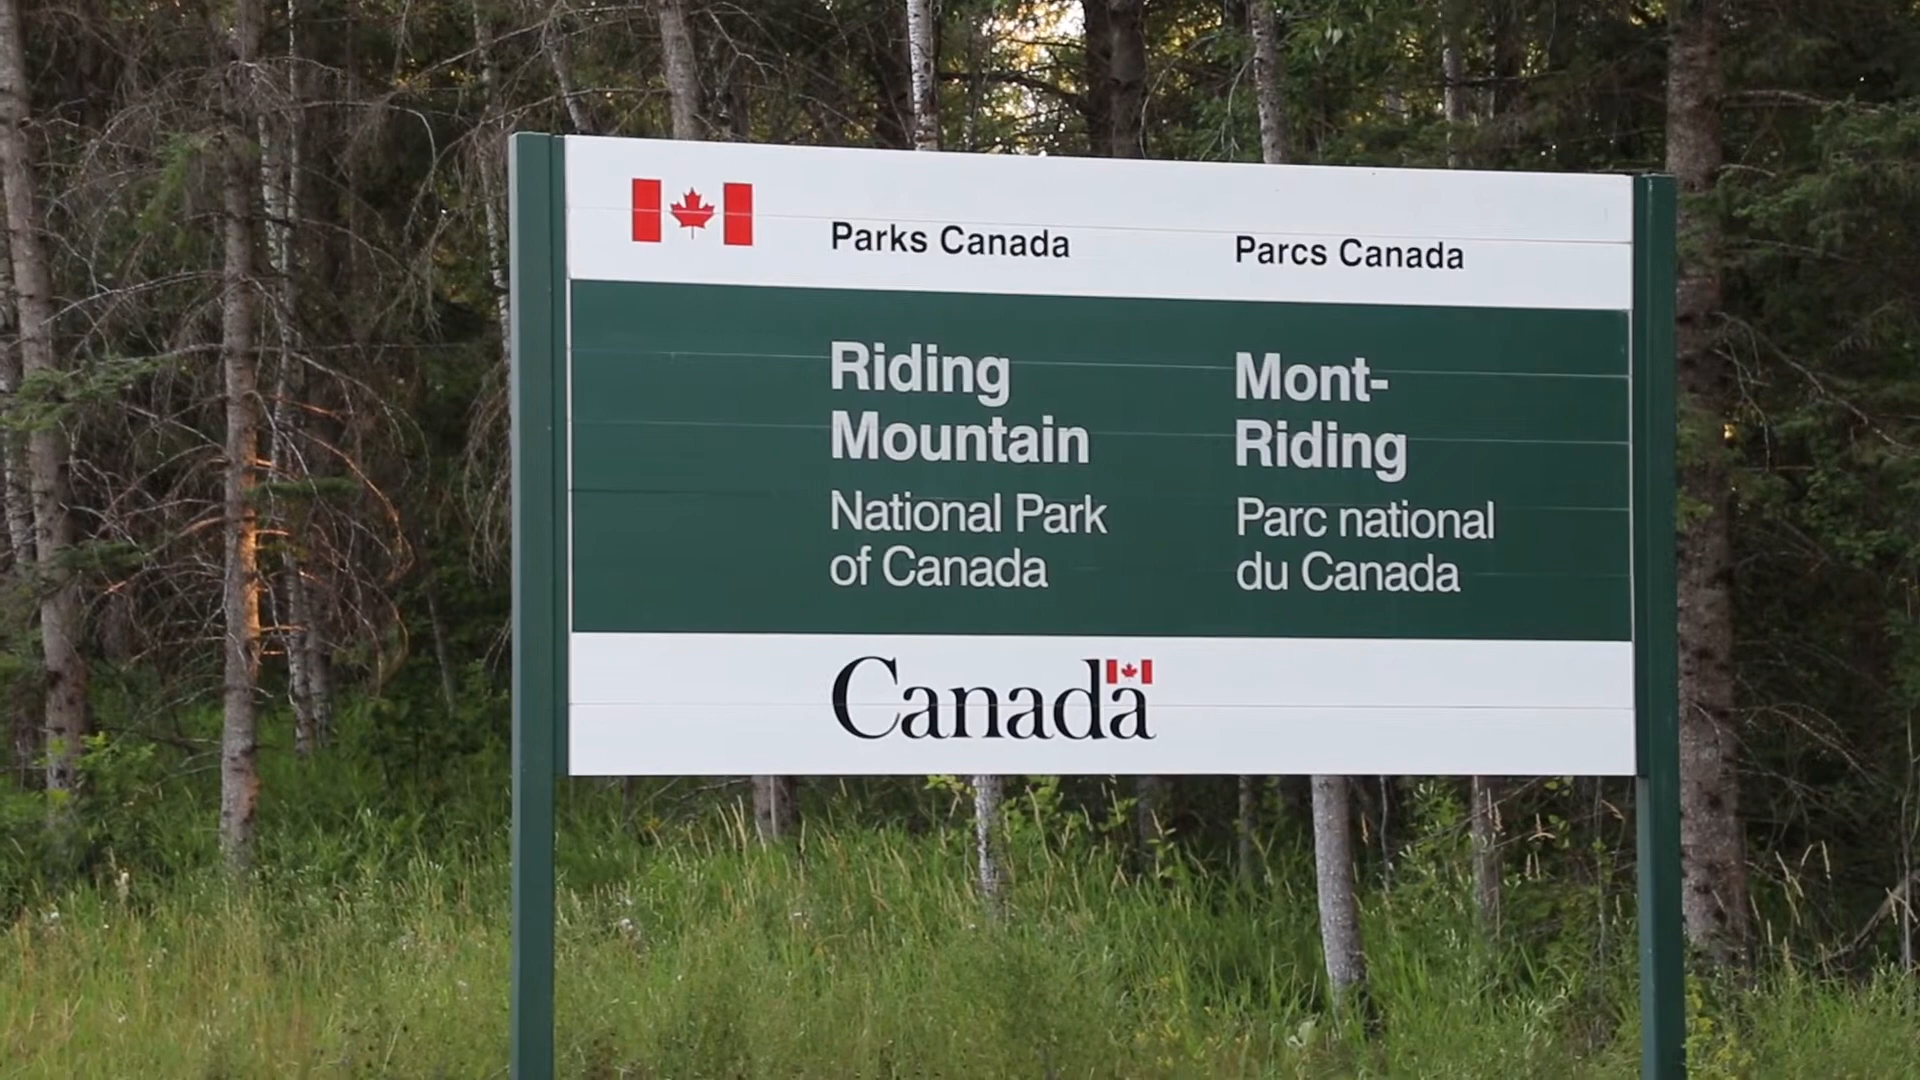 Parks Canada
Parcs Canada
Riding
Mountain
National Park
of Canada
Mont-
Riding
Parc national
du Canada
Canada